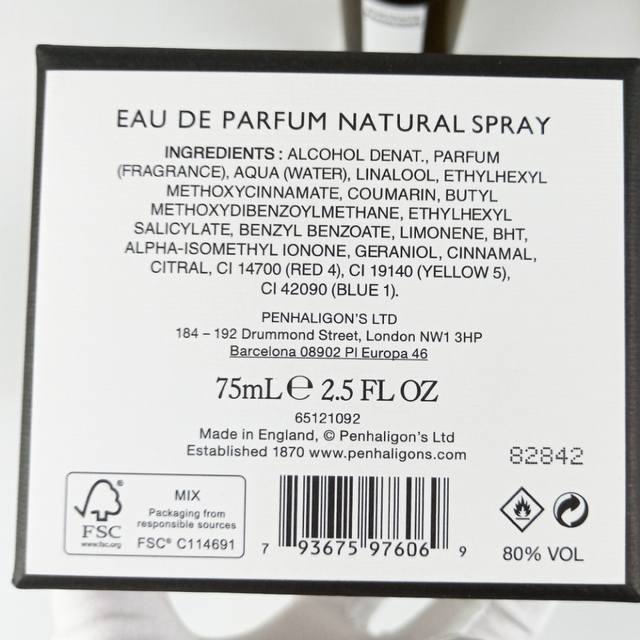 EAU DE PARFUM NATURAL SPRAY
INGREDIENTS : ALCOHOL DENAT., PARFUM
(FRAGRANCE), AQUA (WATER), LINALOOL, ETHYLHEXYL
METHOXYCINNAMATE, COUMARIN, BUTYL
METHOXYDIBENZOYLMETHANE, ETHYLHEXYL
SALICYLATE, BENZYL BENZOATE, LIMONENE, BHT,
ALPHA-ISOMETHYL IONONE, GERANIOL, CINNAMAL,
CITRAL, CI 14700 (RED 4), CI 19140 (YELLOW 5),
CI 42090 (BLUE 1).
PENHALIGON'S LTD
184 – 192 Drummond Street, London NW1 3HP
Barcelona 08902 Pl Europa 46
75mL ℮ 2.5 FL OZ
65121092
Made in England, © Penhaligon's Ltd
Established 1870 www.penhaligons.com
82842
FSC
www.fsc.org
MIX
Packaging from
responsible sources
FSC® C114691
7 93675 97606 9
80% VOL